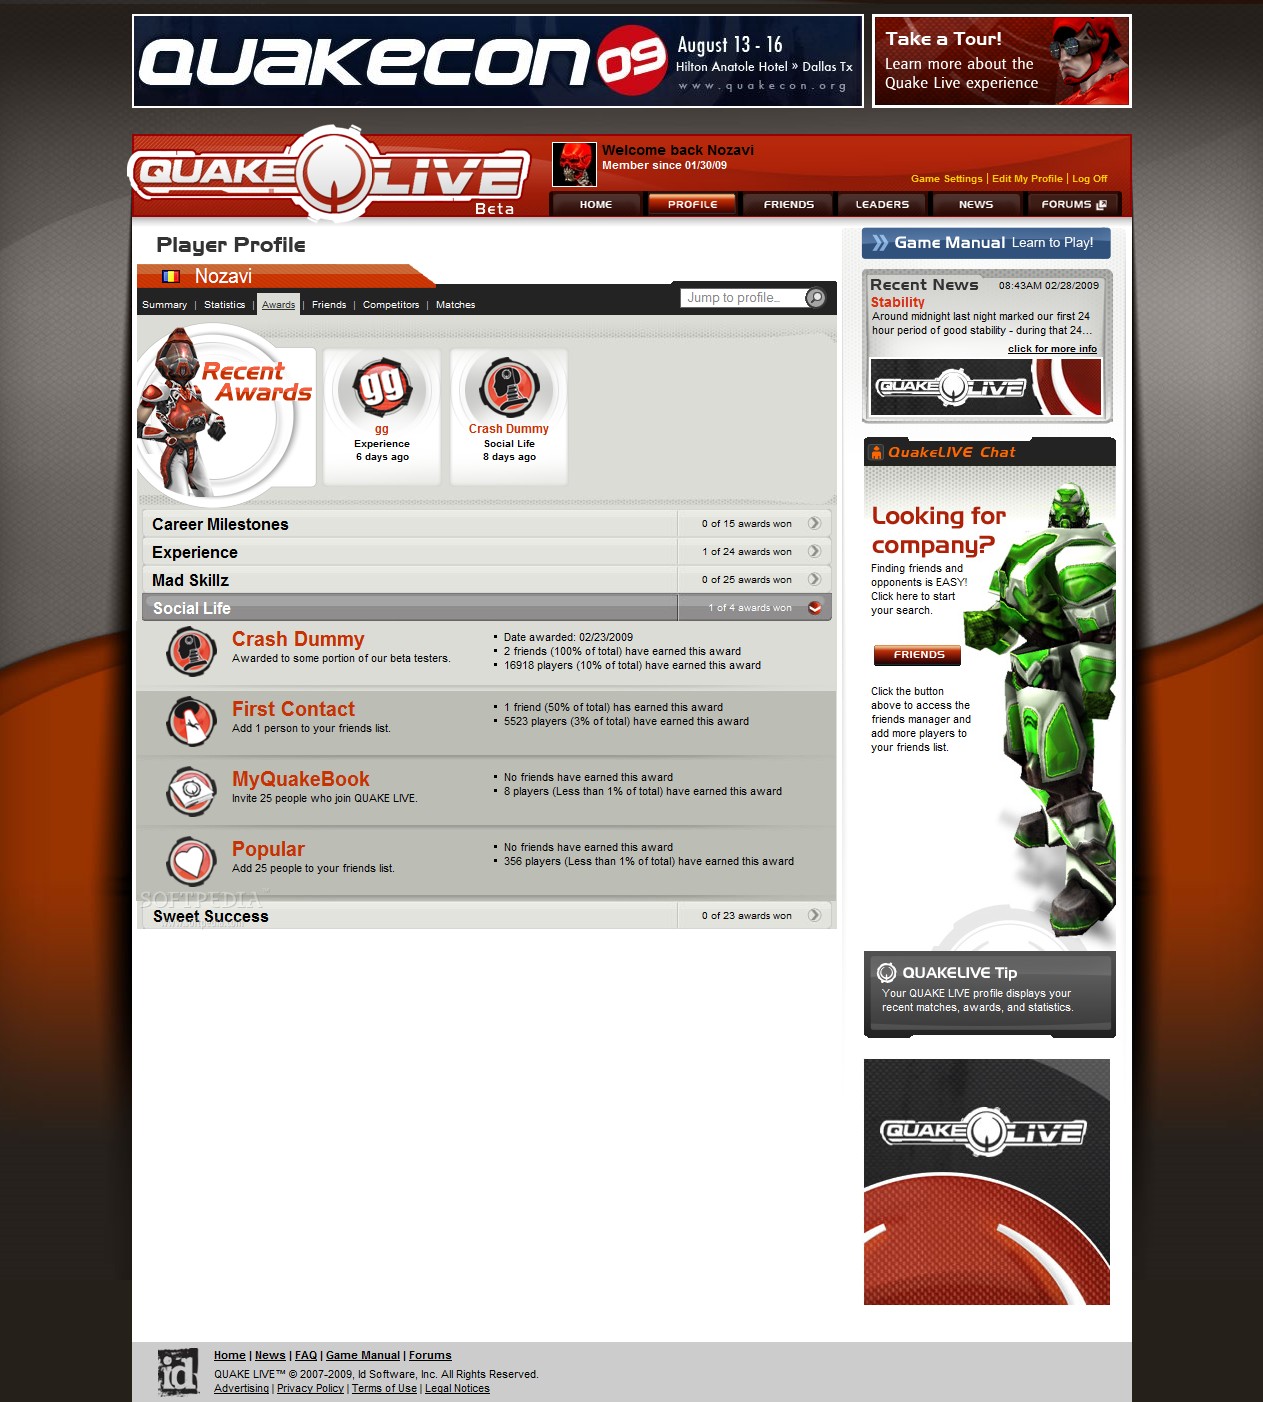 QUAKECON 09
August 13 - 16
Hilton Anatole Hotel » Dallas Tx
www.quakecon.org
Take a Tour!
Learn more about the
Quake Live experience
QUAKE LIVE
Beta
Welcome back Nozavi
Member since 01/30/09
Game Settings | Edit My Profile | Log Off
HOME
PROFILE
FRIENDS
LEADERS
NEWS
FORUMS
Player Profile
Nozavi
Summary | Statistics | Awards | Friends | Competitors | Matches
Jump to profile...
Recent
Awards
gg
gg
Experience
6 days ago
Crash Dummy
Social Life
8 days ago
Career Milestones
0 of 15 awards won
Experience
1 of 24 awards won
Mad Skillz
0 of 25 awards won
Social Life
1 of 4 awards won
Crash Dummy
Awarded to some portion of our beta testers.
Date awarded: 02/23/2009
2 friends (100% of total) have earned this award
16918 players (10% of total) have earned this award
First Contact
Add 1 person to your friends list.
1 friend (50% of total) has earned this award
5523 players (3% of total) have earned this award
MyQuakeBook
Invite 25 people who join QUAKE LIVE.
No friends have earned this award
8 players (Less than 1% of total) have earned this award
Popular
Add 25 people to your friends list.
No friends have earned this award
356 players (Less than 1% of total) have earned this award
SOFTPEDIA
www.softpedia.com
Sweet Success
0 of 23 awards won
Game Manual Learn to Play!
Recent News
08:43AM 02/28/2009
Stability
Around midnight last night marked our first 24
hour period of good stability - during that 24...
click for more info
QUAKE LIVE
QuakeLIVE Chat
Looking for
company?
Finding friends and
opponents is EASY!
Click here to start
your search.
FRIENDS
Click the button
above to access the
friends manager and
add more players to
your friends list.
QUAKELIVE Tip
Your QUAKE LIVE profile displays your
recent matches, awards, and statistics.
QUAKE LIVE
id
Home | News | FAQ | Game Manual | Forums
QUAKE LIVE™ © 2007-2009, Id Software, Inc. All Rights Reserved.
Advertising | Privacy Policy | Terms of Use | Legal Notices